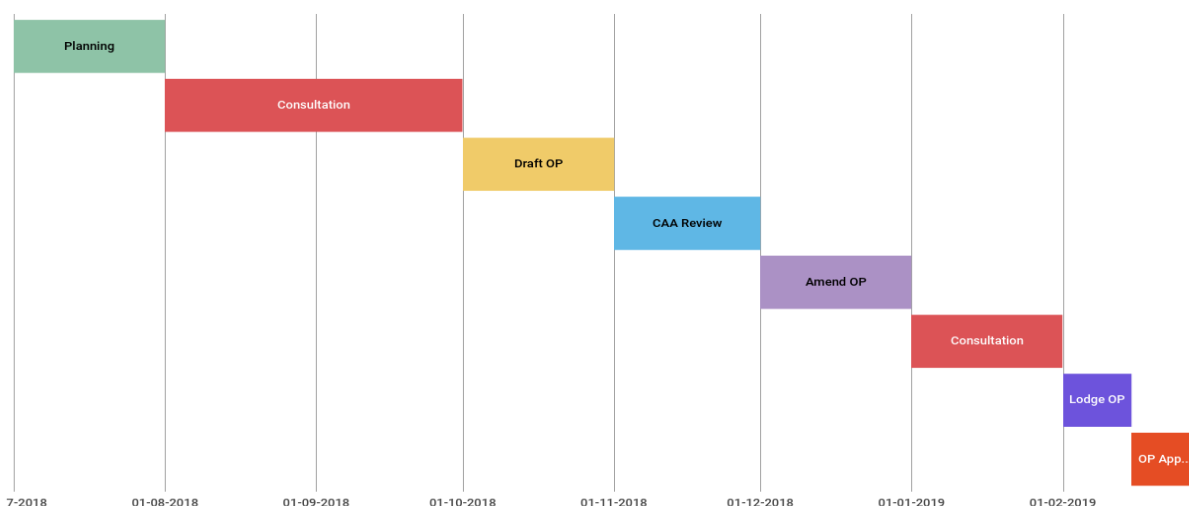 Planning
Consultation
Draft OP
CAA Review
Amend OP
Consultation
Lodge OP
OP App...
7-2018 01-08-2018 01-09-2018 01-10-2018 01-11-2018 01-12-2018 01-01-2019 01-02-2019